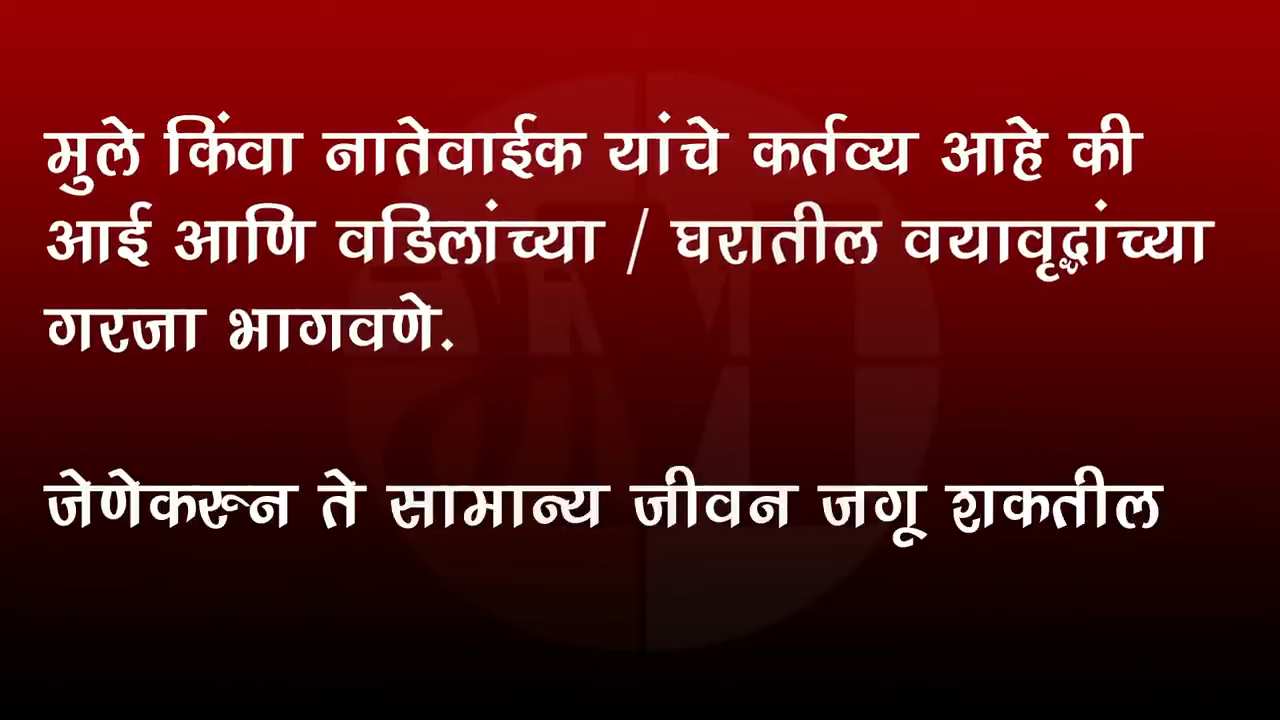 मुले किंवा नातेवाईक यांचे कर्तव्य आहे की
आई आणि वडिलांच्या / घरातील वयावृद्धांच्या
गरजा भागवणे.
जेणेकरून ते सामान्य जीवन जगू शकतील